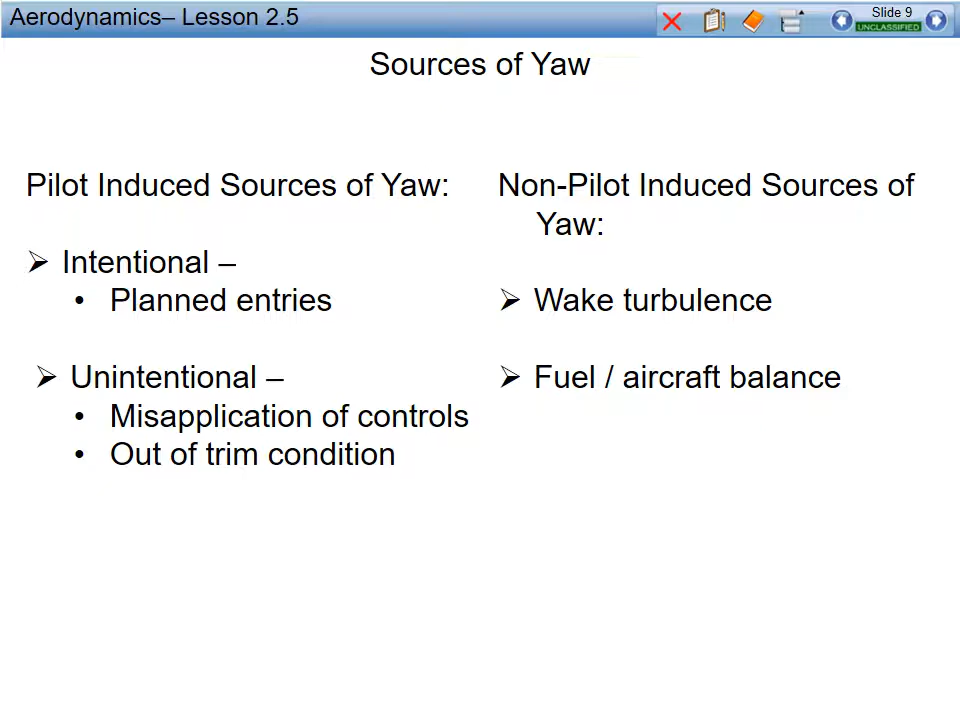 Aerodynamics– Lesson 2.5
Slide 9
UNCLASSIFIED
Sources of Yaw
Pilot Induced Sources of Yaw:
➢ Intentional –
• Planned entries
➢ Unintentional –
• Misapplication of controls
• Out of trim condition
Non-Pilot Induced Sources of
Yaw:
➢ Wake turbulence
➢ Fuel / aircraft balance